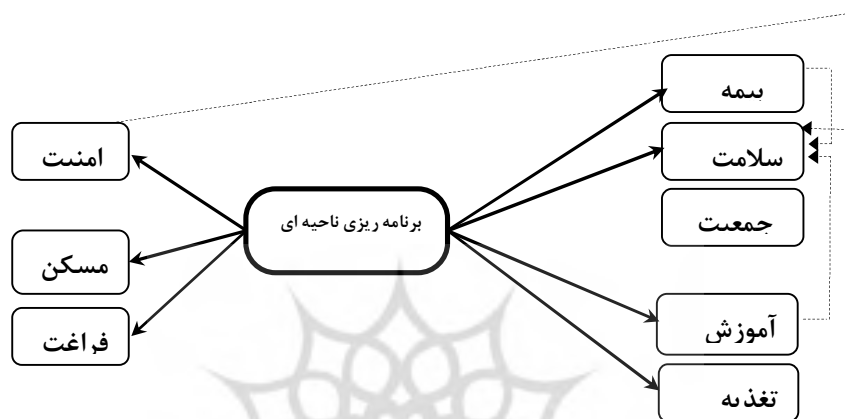 بیمه
امنیت
سلامت
جمعیت
برنامه ریزی ناحیه ای
مسکن
آموزش
فراغت
تغذیه